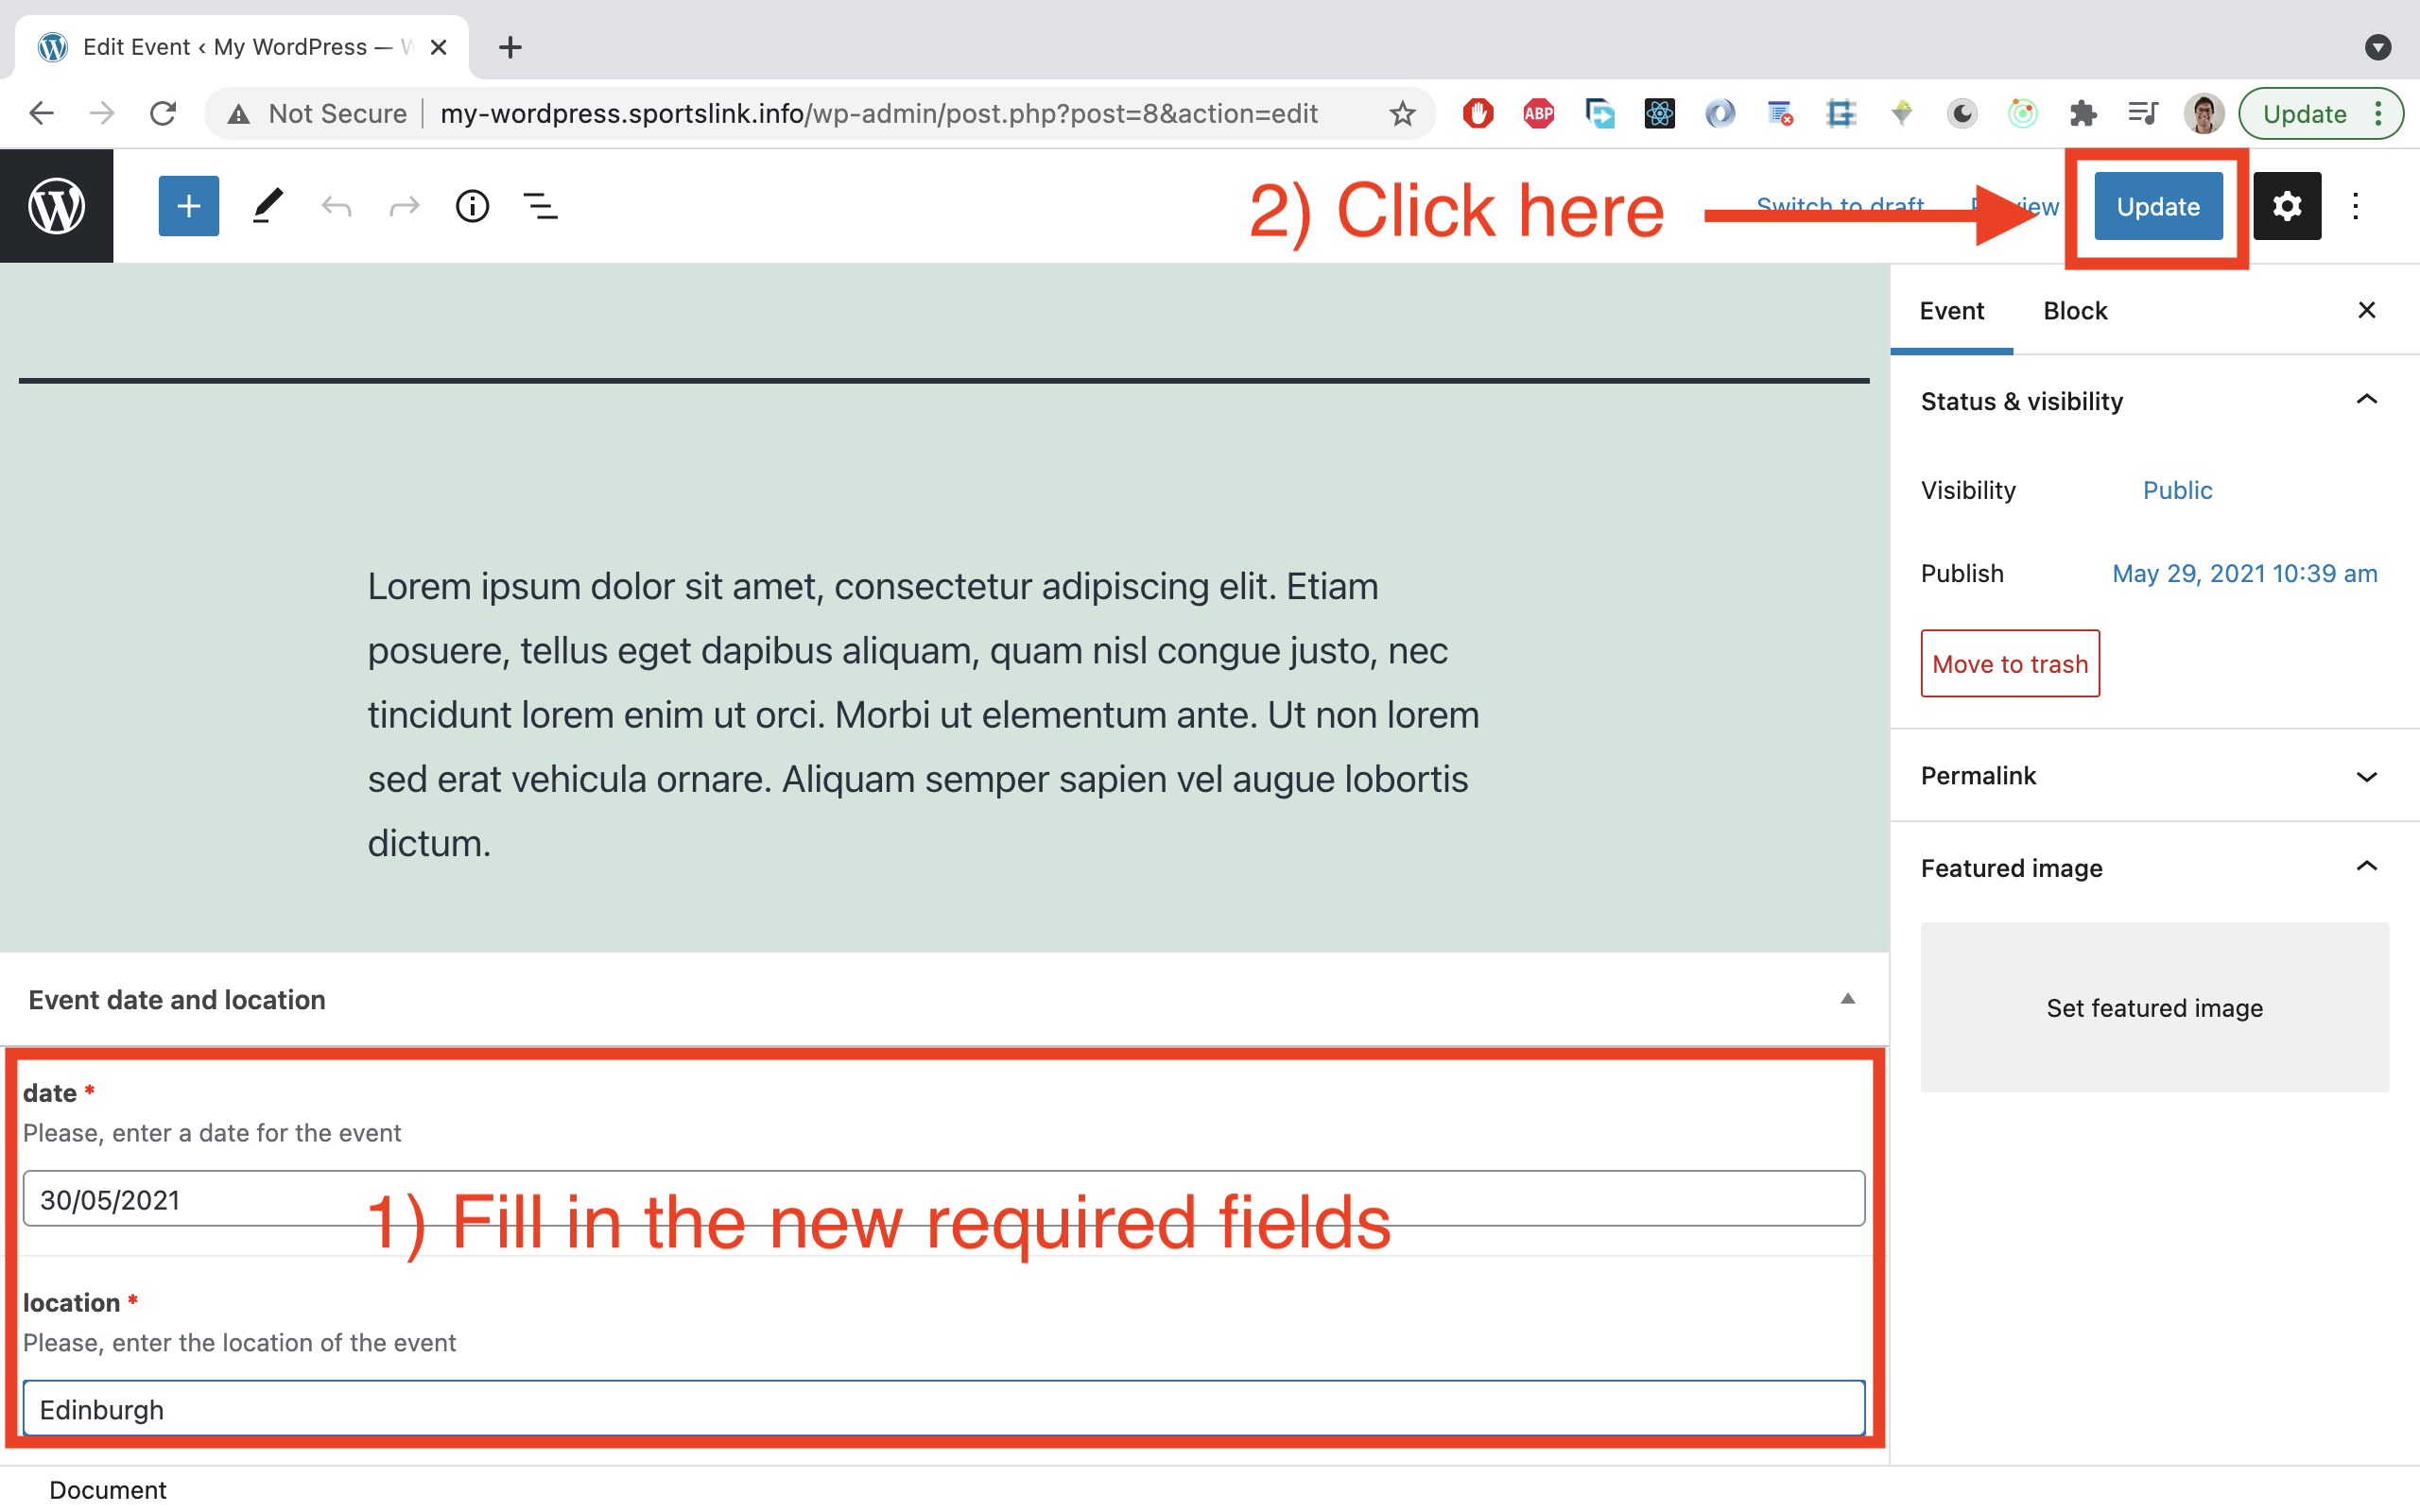 Edit Event ‹ My WordPress — W
Not Secure
my-wordpress.sportslink.info/wp-admin/post.php?post=8&action=edit
ABP
Update
2) Click here
Switch to draft
Preview
Update
Event
Block
Status & visibility
Visibility
Public
Publish
May 29, 2021 10:39 am
Move to trash
Permalink
Featured image
Set featured image
Lorem ipsum dolor sit amet, consectetur adipiscing elit. Etiam
posuere, tellus eget dapibus aliquam, quam nisl congue justo, nec
tincidunt lorem enim ut orci. Morbi ut elementum ante. Ut non lorem
sed erat vehicula ornare. Aliquam semper sapien vel augue lobortis
dictum.
Event date and location
date *
Please, enter a date for the event
30/05/2021
1) Fill in the new required fields
location *
Please, enter the location of the event
Edinburgh
Document